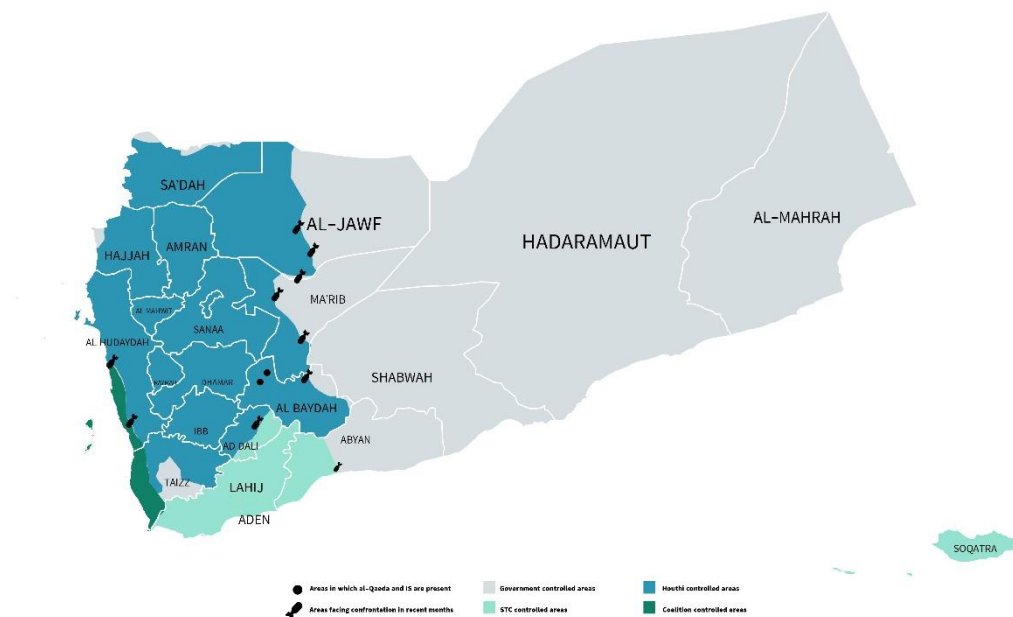 SA'DAH
AL-JAWF
HADARAMAUT
AL-MAHRAH
HAJJAH
AMRAN
MA'RIB
AL MAHWIT
SANAA
AL HUDAYDAH
SHABWAH
DHAMAR
AL BAYDAH
IBB
AD DALI
ABYAN
TAIZZ
LAHIJ
ADEN
SOQATRA
Areas in which al-Qaeda and IS are present
Government controlled areas
Houthi controlled areas
Areas facing confrontation in recent months
STC controlled areas
Coalition controlled areas